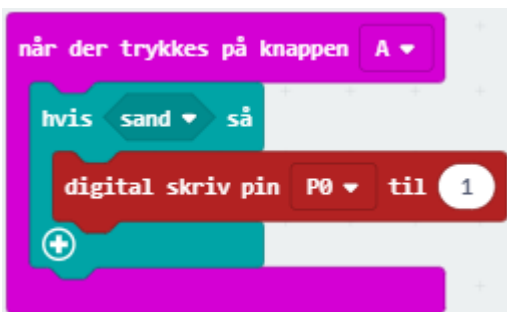 når der trykkes på knappen A
hvis sand så
digital skriv pin P0 til 1